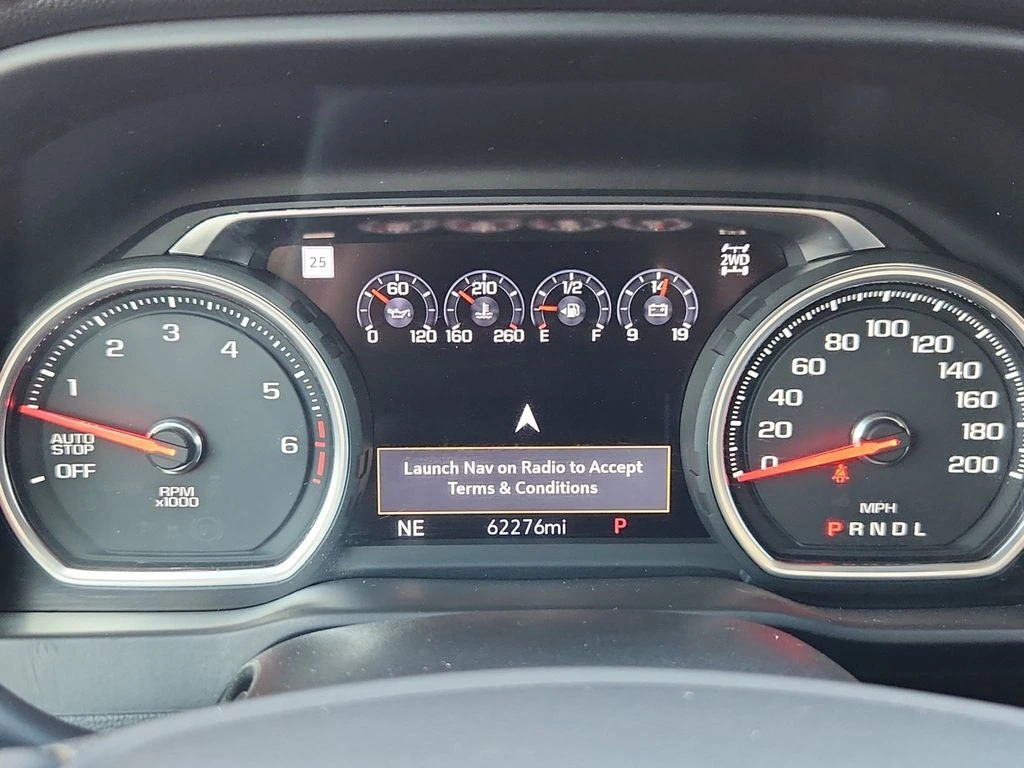 25
2WD
60
0 120
210
160 260
1/2
E F
14
9 19
1 2 3 4 5 6
AUTO
STOP
OFF
RPM
x1000
Launch Nav on Radio to Accept
Terms & Conditions
NE 62276mi P
0 20 40 60 80 100 120 140 160 180 200
MPH
PRNDL